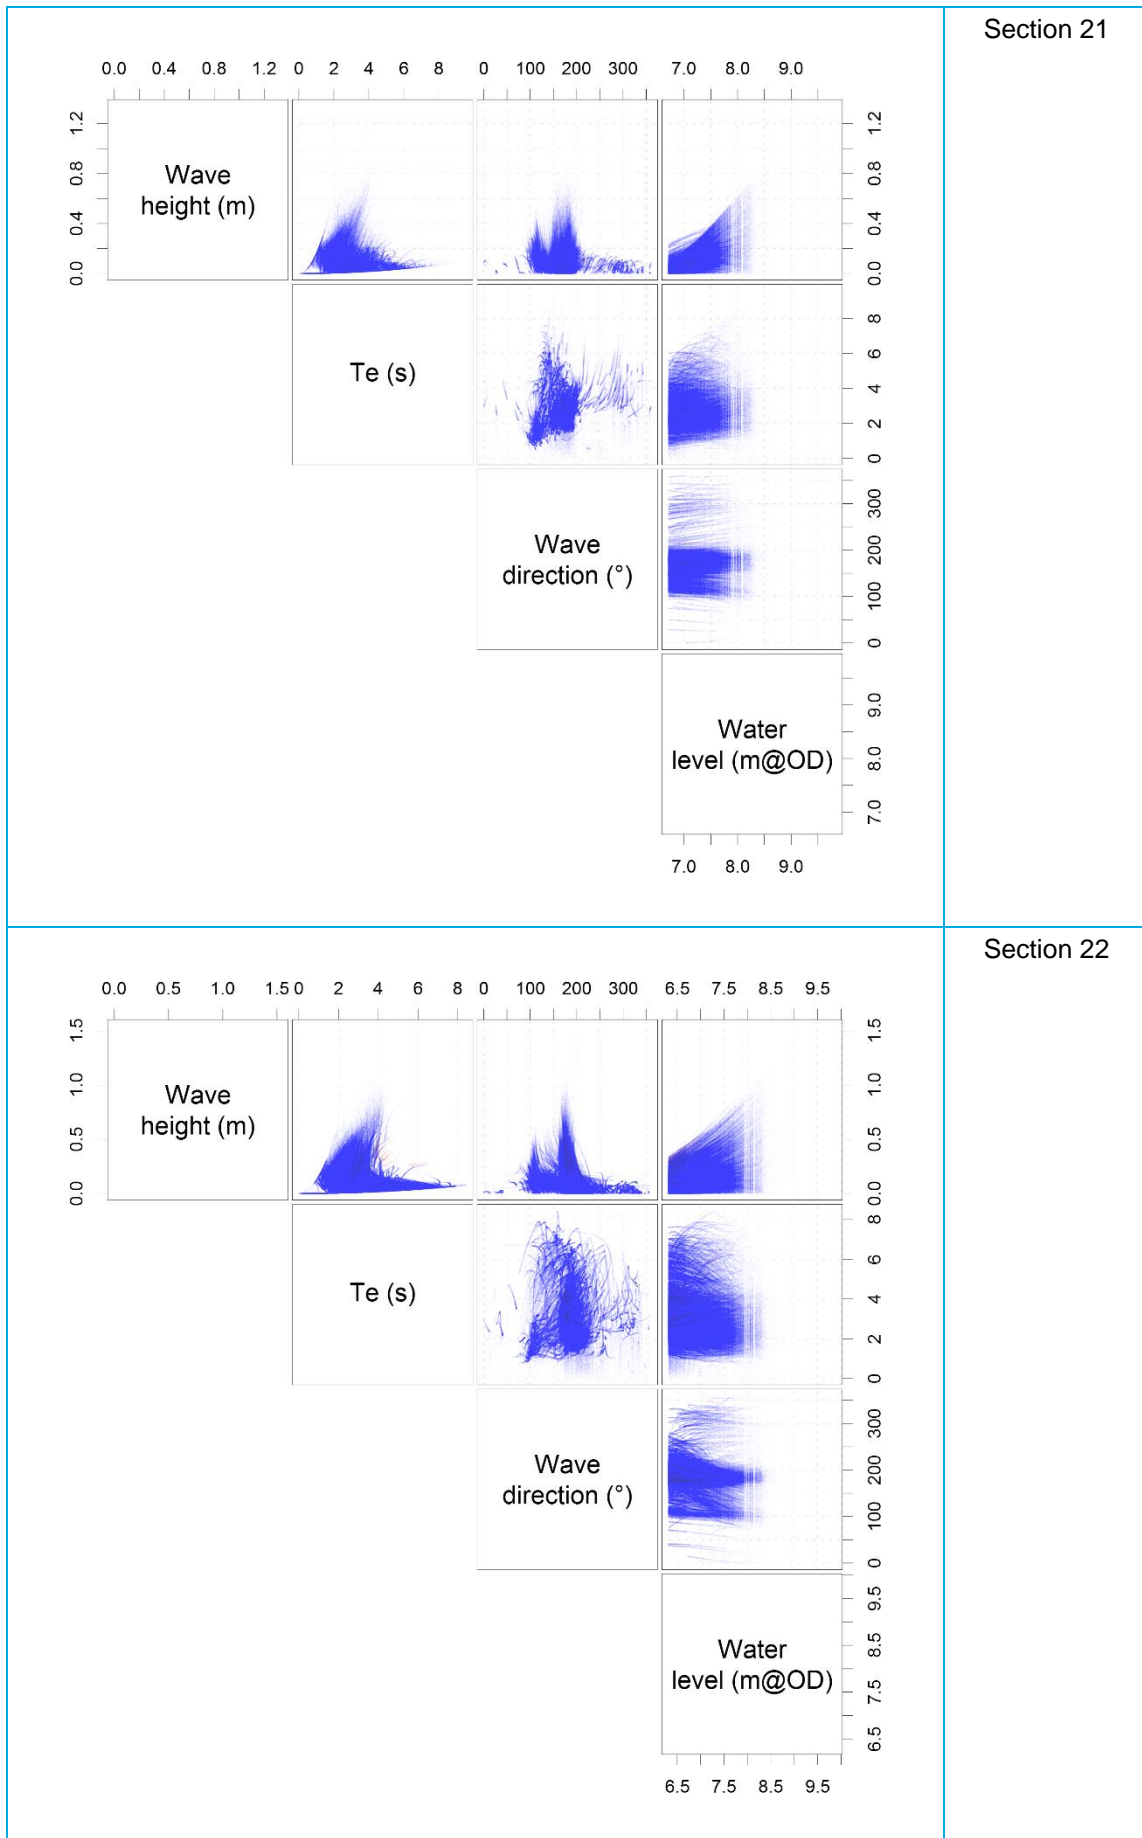 Section 21
0.0 0.4 0.8 1.2 0 2 4 6 8 0 100 200 300 7.0 8.0 9.0
0.0 0.4 0.8 1.2
Wave
height (m)
0.0 0.4 0.8 1.2
Te (s)
0 2 4 6 8
Wave
direction (°)
0 100 200 300
Water
level (m@OD)
7.0 8.0 9.0
7.0 8.0 9.0
Section 22
0.0 0.5 1.0 1.5 0 2 4 6 8 0 100 200 300 6.5 7.5 8.5 9.5
0.0 0.5 1.0 1.5
Wave
height (m)
0.0 0.5 1.0 1.5
Te (s)
0 2 4 6 8
Wave
direction (°)
0 100 200 300
Water
level (m@OD)
6.5 7.5 8.5 9.5
6.5 7.5 8.5 9.5